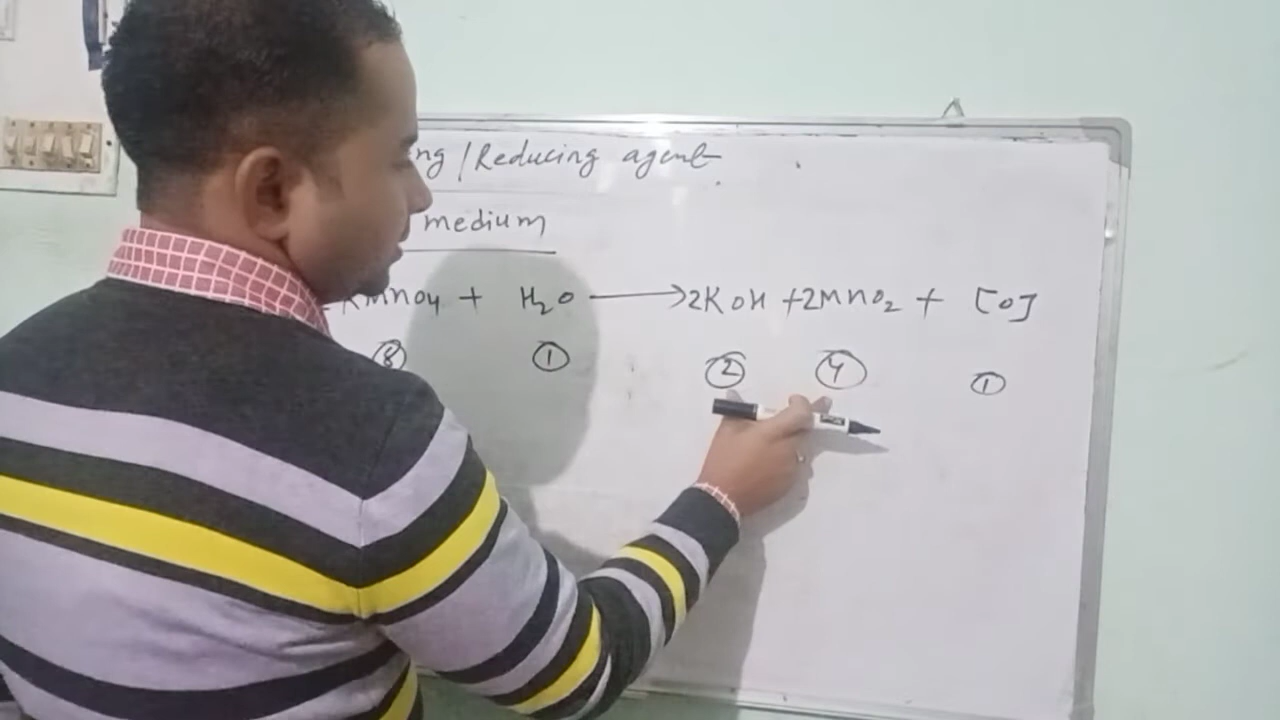 ng / Reducing agent
medium
KMnO4 + H2O ⟶ 2KOH + 2MnO2 + [O]
8 1 2 4 1